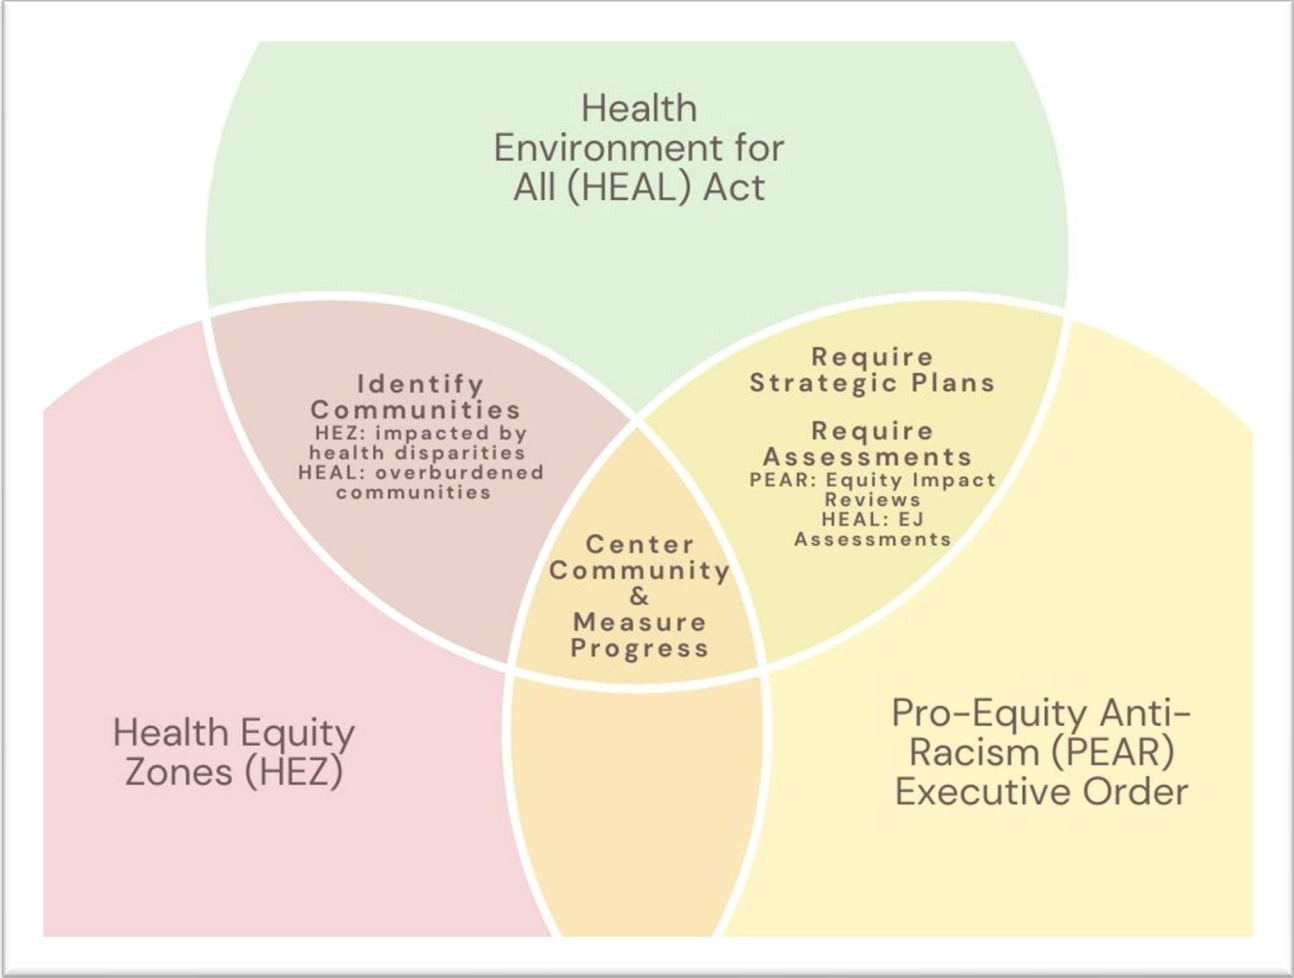 Health
Environment for
All (HEAL) Act
Identify
Communities
HEZ: impacted by
health disparities
HEAL: overburdened
communities
Require
Strategic Plans
Require
Assessments
PEAR: Equity Impact
Reviews
HEAL: EJ
Assessments
Center
Community
&
Measure
Progress
Health Equity
Zones (HEZ)
Pro-Equity Anti-
Racism (PEAR)
Executive Order